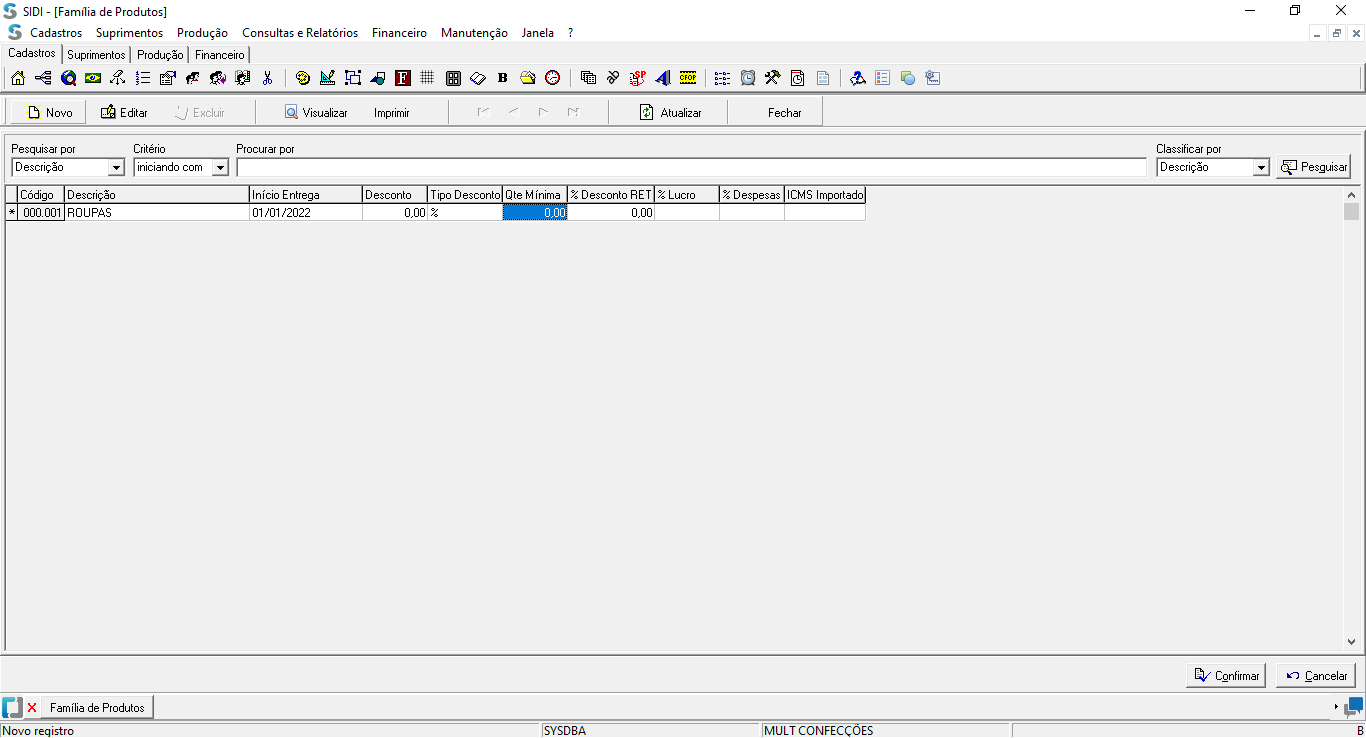 SIDI - [Família de Produtos]
Cadastros Suprimentos Produção Consultas e Relatórios Financeiro Manutenção Janela ?
Cadastros Suprimentos Produção Financeiro
F B SP CFOP
Novo Editar Excluir Visualizar Imprimir Atualizar Fechar
Pesquisar por Critério Procurar por Classificar por
Descrição iniciando com Descrição Pesquisar
Código Descrição Início Entrega Desconto Tipo Desconto Qte Mínima % Desconto RET % Lucro % Despesas ICMS Importado
* 000.001 ROUPAS 01/01/2022 0,00 % 0,00 0,00
Confirmar Cancelar
Família de Produtos
Novo registro SYSDBA MULT CONFECÇÕES B